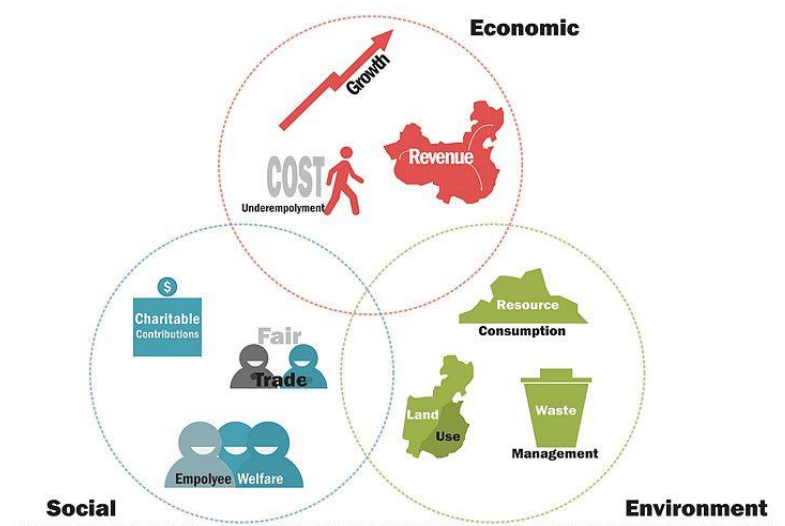 Economic
Growth
COST
Underempolyment
Revenue
$
Charitable
Contributions
Fair
Trade
Empolyee Welfare
Social
Resource
Consumption
Land
Use
Waste
Management
Environment